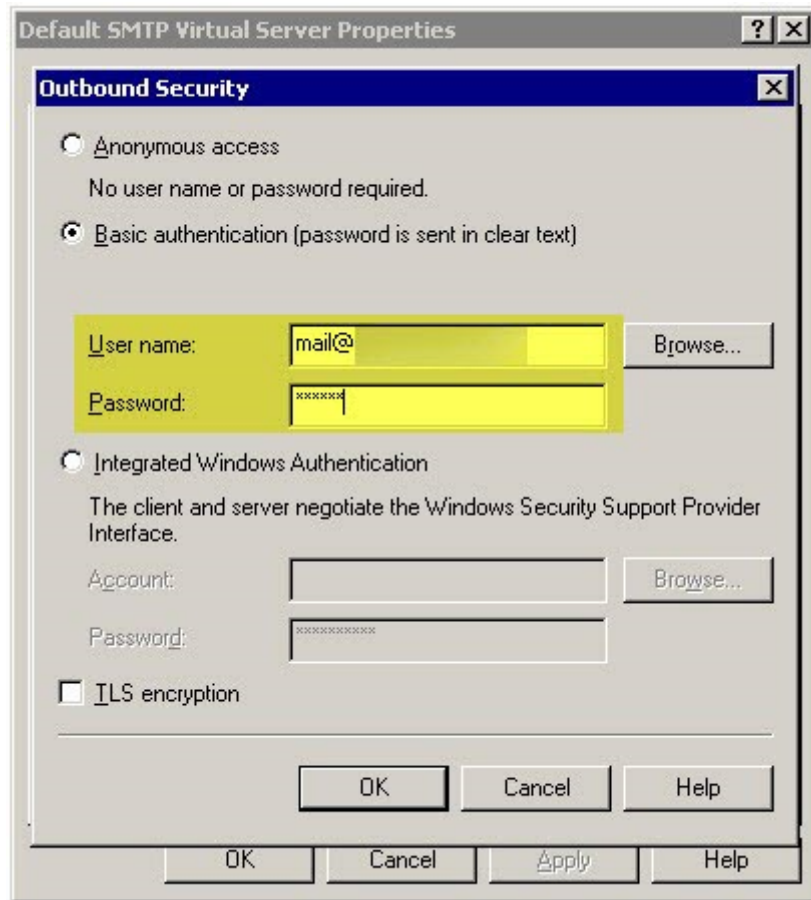 Default SMTP Virtual Server Properties
Outbound Security
Anonymous access
No user name or password required.
Basic authentication (password is sent in clear text)
User name: mail@ Browse...
Password: ******
Integrated Windows Authentication
The client and server negotiate the Windows Security Support Provider
Interface.
Account: Browse...
Password: **********
TLS encryption
OK Cancel Help
OK Cancel Apply Help